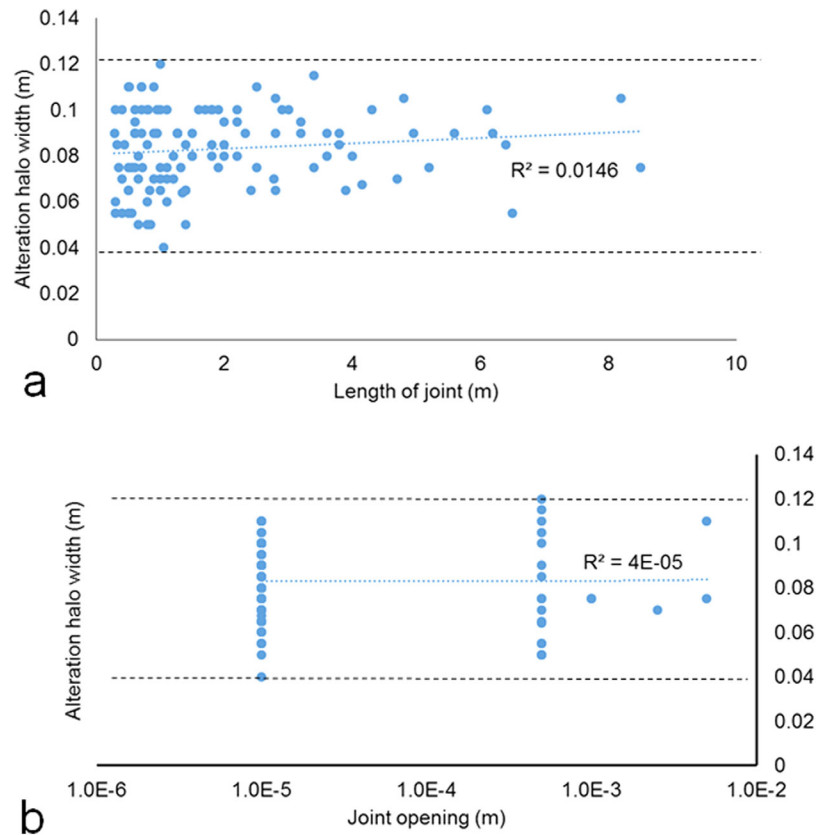 0.14
0.12
0.1
0.08
0.06
0.04
0.02
0
Alteration halo width (m)
R² = 0.0146
0 2 4 6 8 10
Length of joint (m)
a
0.14
0.12
0.1
0.08
0.06
0.04
0.02
0
Alteration halo width (m)
R² = 4E-05
1.0E-6 1.0E-5 1.0E-4 1.0E-3 1.0E-2
Joint opening (m)
b